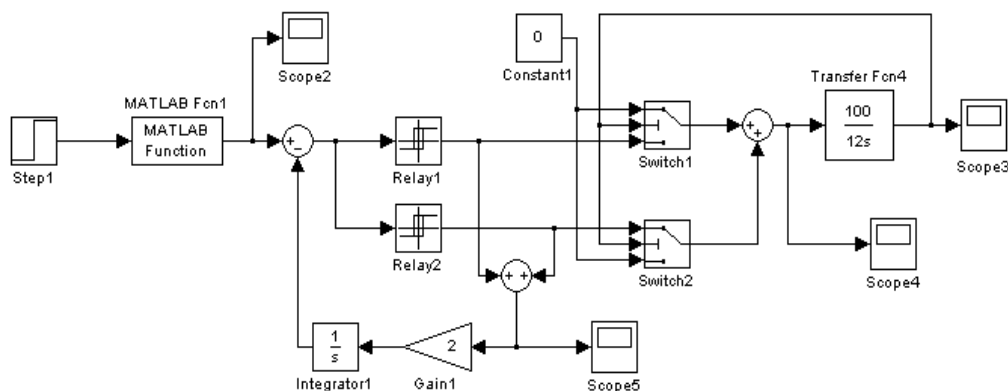 Scope2
0
Constant1
Transfer Fcn4
100
12s
Scope3
MATLAB Fcn1
MATLAB
Function
Step1
+
−
Relay1
Switch1
+
+
Relay2
Switch2
Scope4
+ +
1
s
Integrator1
2
Gain1
Scope5